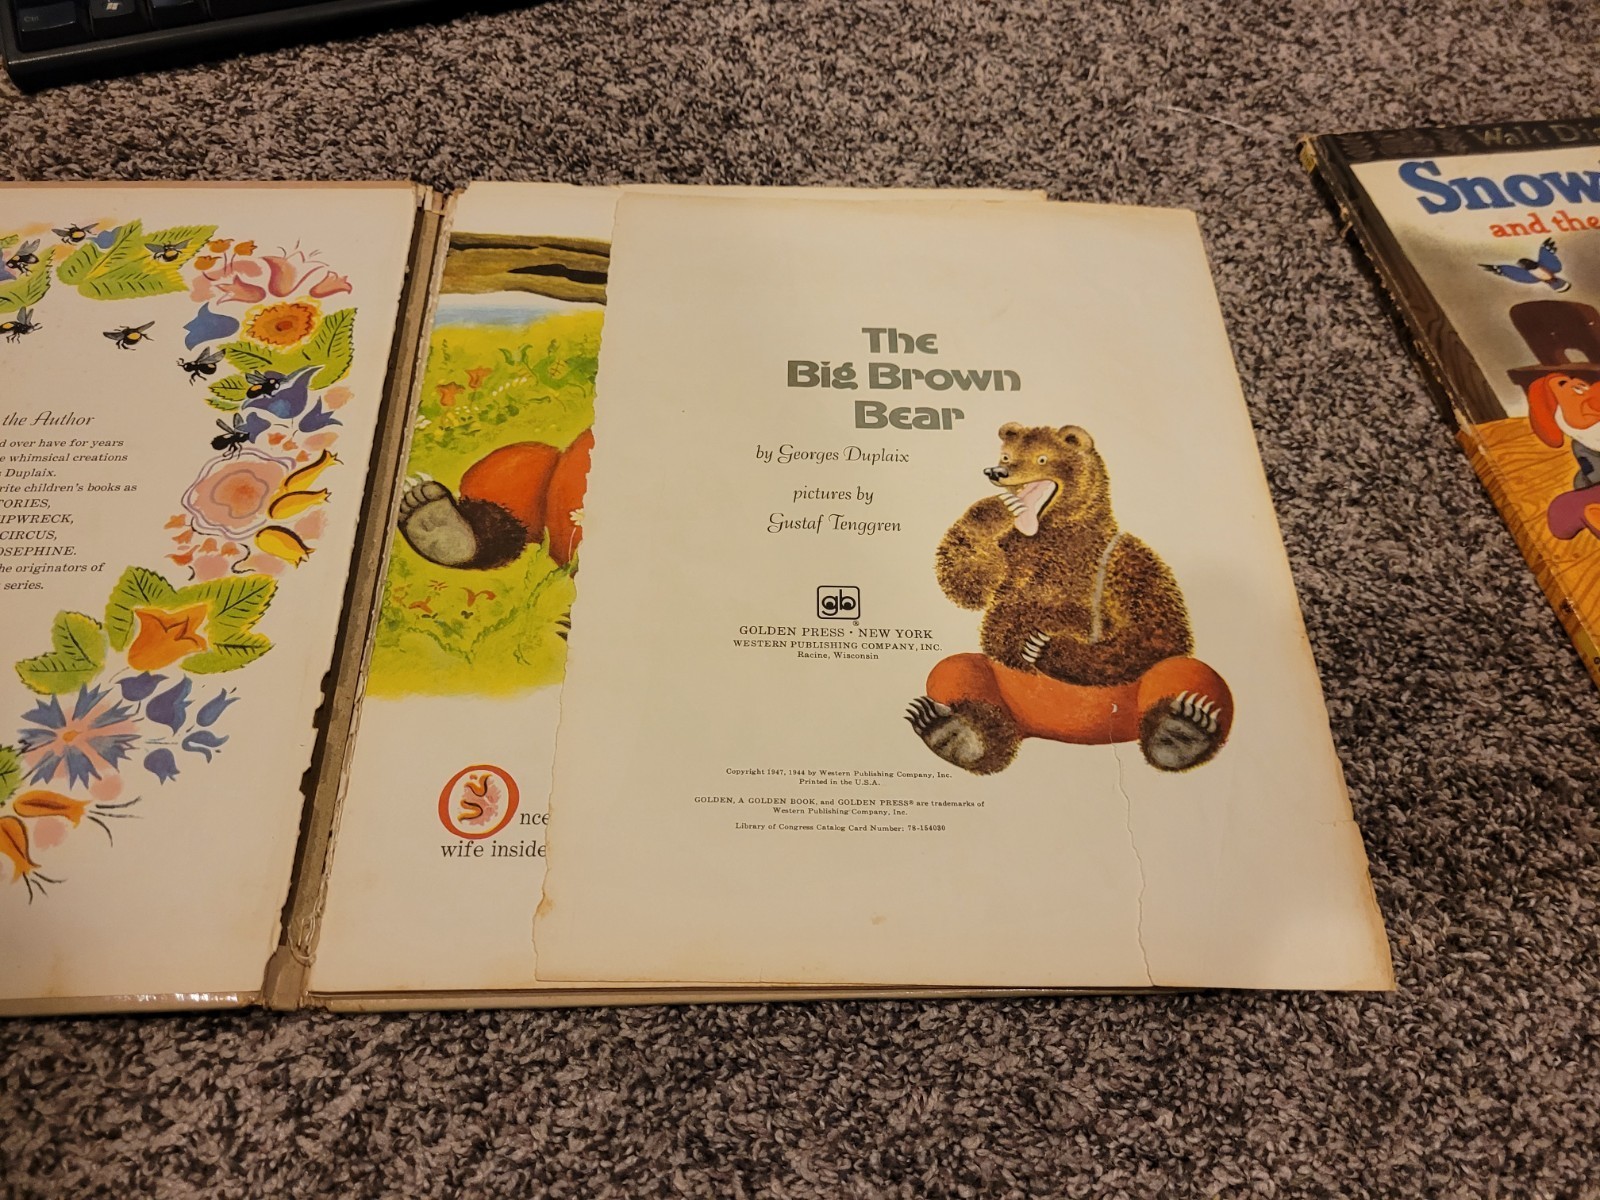 the Author
d over have for years
e whimsical creations
s Duplaix.
rite children's books as
TORIES,
IPWRECK,
CIRCUS,
OSEPHINE.
he originators of
series.
Once
wife inside
The
Big Brown
Bear
by Georges Duplaix
pictures by
Gustaf Tenggren
gb
®
GOLDEN PRESS • NEW YORK
WESTERN PUBLISHING COMPANY, INC.
Racine, Wisconsin
Copyright 1947, 1944 by Western Publishing Company, Inc.
Printed in the U.S.A.
GOLDEN, A GOLDEN BOOK, and GOLDEN PRESS® are trademarks of
Western Publishing Company, Inc.
Library of Congress Catalog Card Number: 78-154030
Walt Dis
Snow
and the